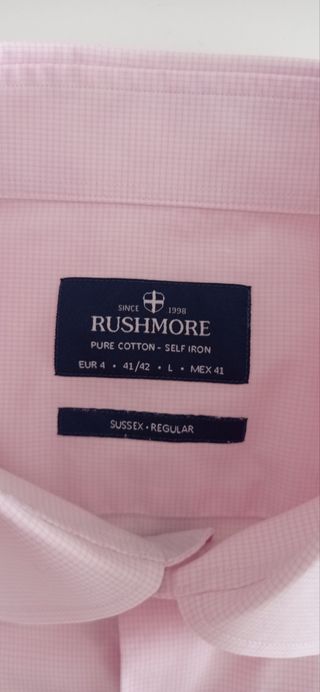 SINCE 1998
RUSHMORE
PURE COTTON - SELF IRON
EUR 4 • 41/42 • L • MEX 41
SUSSEX • REGULAR